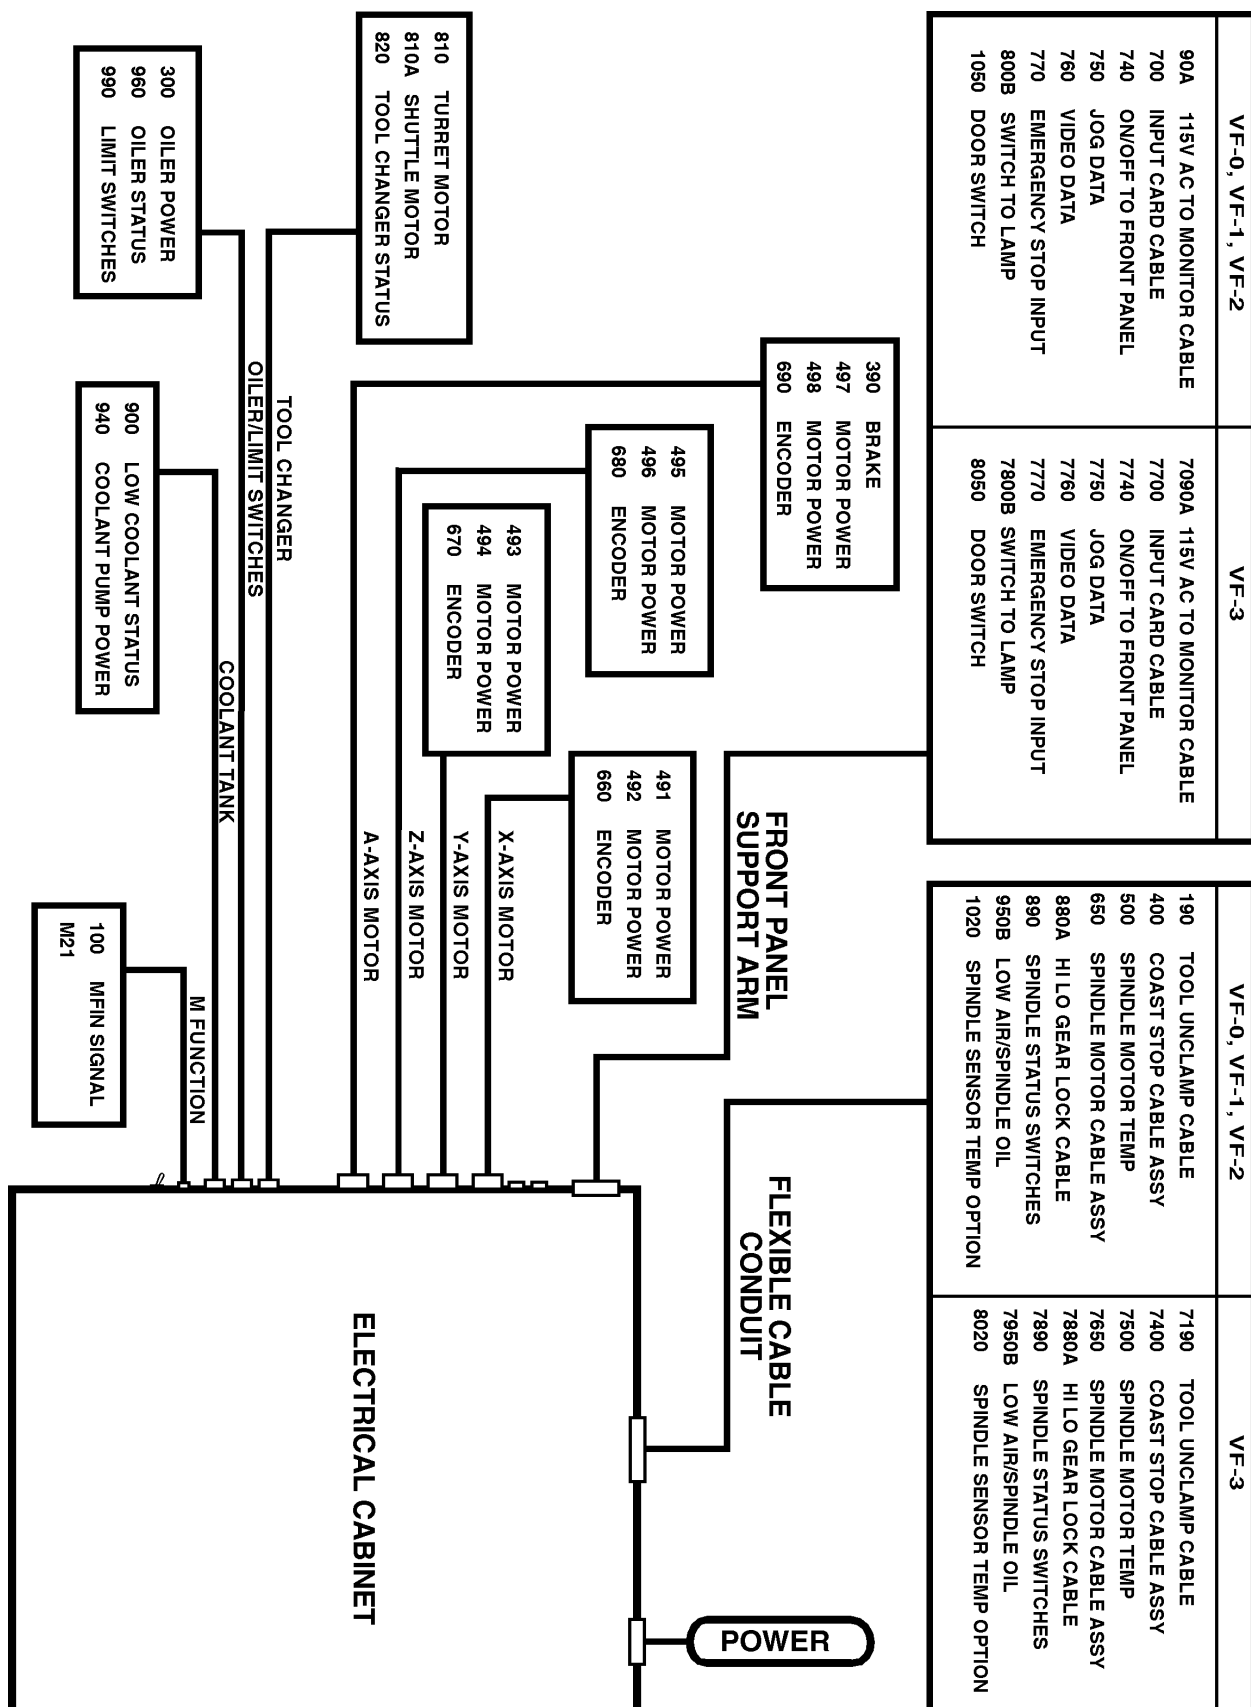 VF-0, VF-1, VF-2
90A 115V AC TO MONITOR CABLE
700 INPUT CARD CABLE
740 ON/OFF TO FRONT PANEL
750 JOG DATA
760 VIDEO DATA
770 EMERGENCY STOP INPUT
800B SWITCH TO LAMP
1050 DOOR SWITCH
VF-3
7090A 115V AC TO MONITOR CABLE
7700 INPUT CARD CABLE
7740 ON/OFF TO FRONT PANEL
7750 JOG DATA
7760 VIDEO DATA
7770 EMERGENCY STOP INPUT
7800B SWITCH TO LAMP
8050 DOOR SWITCH
VF-0, VF-1, VF-2
190 TOOL UNCLAMP CABLE
400 COAST STOP CABLE ASSY
500 SPINDLE MOTOR TEMP
650 SPINDLE MOTOR CABLE ASSY
880A HI LO GEAR LOCK CABLE
890 SPINDLE STATUS SWITCHES
950B LOW AIR/SPINDLE OIL
1020 SPINDLE SENSOR TEMP OPTION
VF-3
7190 TOOL UNCLAMP CABLE
7400 COAST STOP CABLE ASSY
7500 SPINDLE MOTOR TEMP
7650 SPINDLE MOTOR CABLE ASSY
7880A HI LO GEAR LOCK CABLE
7890 SPINDLE STATUS SWITCHES
7950B LOW AIR/SPINDLE OIL
8020 SPINDLE SENSOR TEMP OPTION
390 BRAKE
497 MOTOR POWER
498 MOTOR POWER
690 ENCODER
495 MOTOR POWER
496 MOTOR POWER
680 ENCODER
493 MOTOR POWER
494 MOTOR POWER
670 ENCODER
491 MOTOR POWER
492 MOTOR POWER
660 ENCODER
FRONT PANEL
SUPPORT ARM
FLEXIBLE CABLE
CONDUIT
POWER
X-AXIS MOTOR
Y-AXIS MOTOR
Z-AXIS MOTOR
A-AXIS MOTOR
810 TURRET MOTOR
810A SHUTTLE MOTOR
820 TOOL CHANGER STATUS
TOOL CHANGER
OILER/LIMIT SWITCHES
COOLANT TANK
M FUNCTION
300 OILER POWER
960 OILER STATUS
990 LIMIT SWITCHES
900 LOW COOLANT STATUS
940 COOLANT PUMP POWER
100 MFIN SIGNAL
M21
ELECTRICAL CABINET